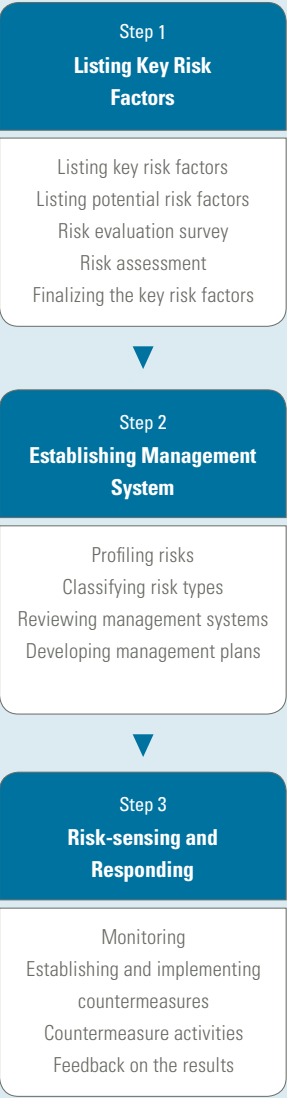 Step 1
Listing Key Risk
Factors
Listing key risk factors
Listing potential risk factors
Risk evaluation survey
Risk assessment
Finalizing the key risk factors
Step 2
Establishing Management
System
Profiling risks
Classifying risk types
Reviewing management systems
Developing management plans
Step 3
Risk-sensing and
Responding
Monitoring
Establishing and implementing
countermeasures
Countermeasure activities
Feedback on the results